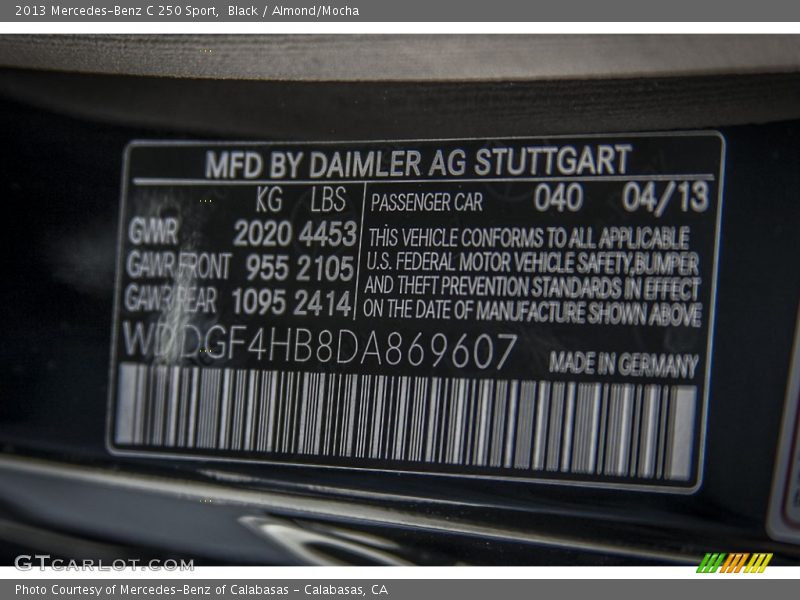 2013 Mercedes-Benz C 250 Sport, Black / Almond/Mocha
MFD BY DAIMLER AG STUTTGART
KG LBS PASSENGER CAR 040 04/13
GWR 2020 4453
GAWR FRONT 955 2105
GAWR REAR 1095 2414
THIS VEHICLE CONFORMS TO ALL APPLICABLE
U.S. FEDERAL MOTOR VEHICLE SAFETY,BUMPER
AND THEFT PREVENTION STANDARDS IN EFFECT
ON THE DATE OF MANUFACTURE SHOWN ABOVE
WDDGF4HB8DA869607
MADE IN GERMANY
GTCARLOT.COM
Photo Courtesy of Mercedes-Benz of Calabasas - Calabasas, CA